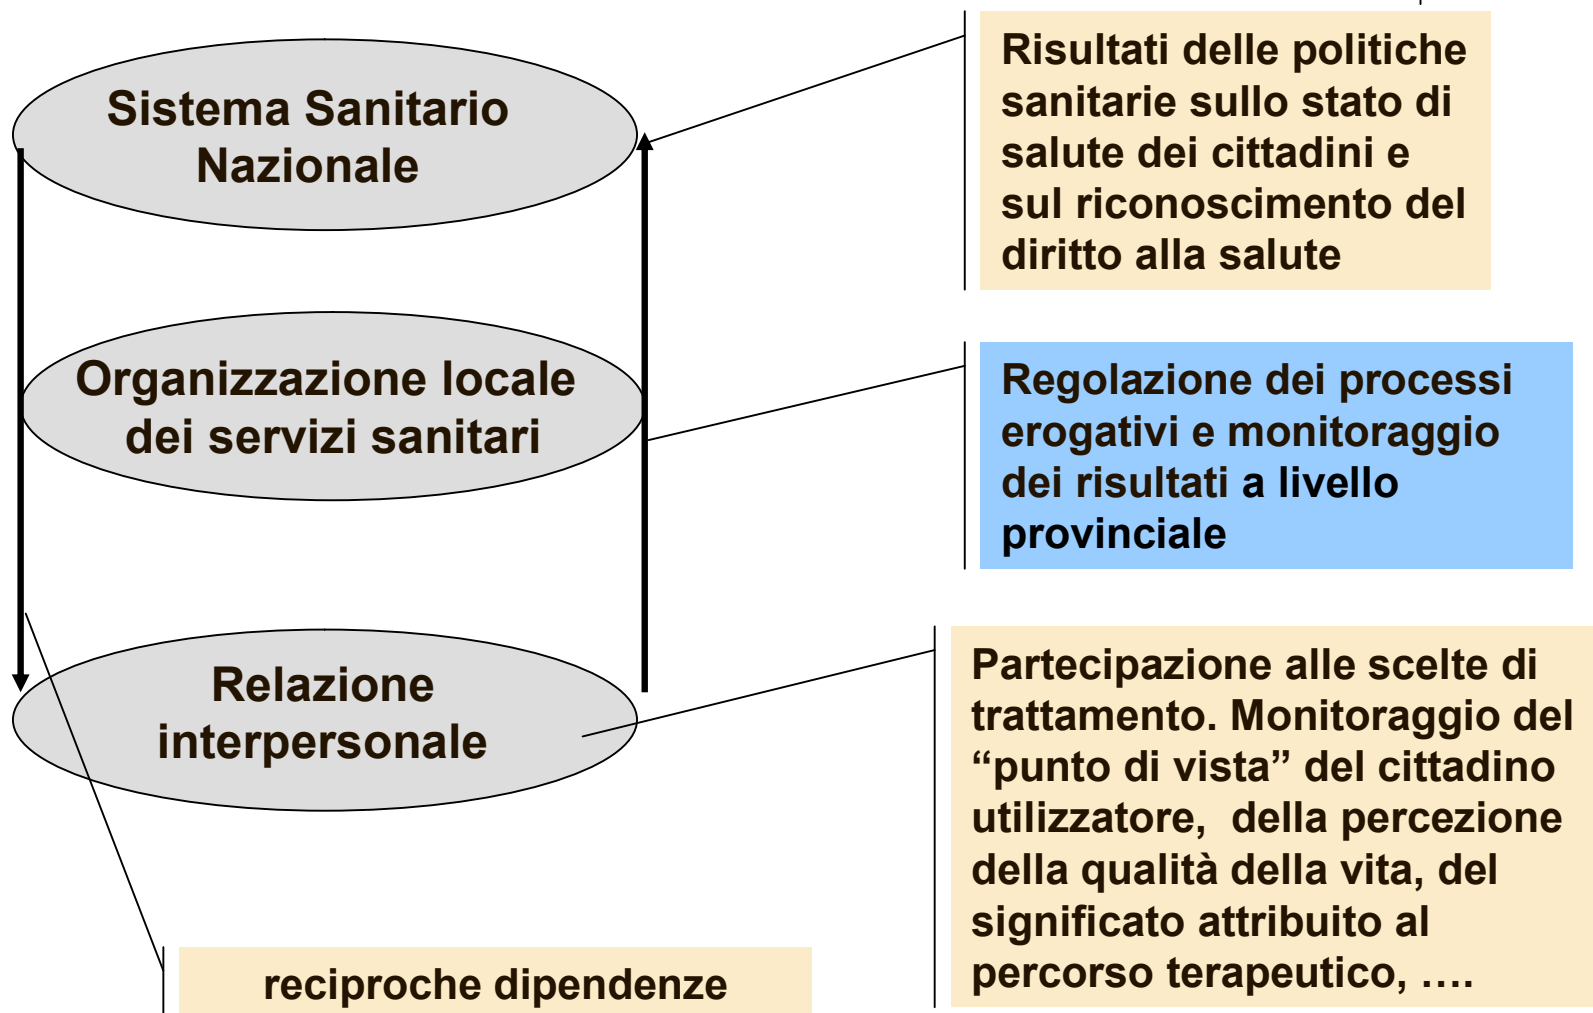 Sistema Sanitario
Nazionale
Risultati delle politiche
sanitarie sullo stato di
salute dei cittadini e
sul riconoscimento del
diritto alla salute
Organizzazione locale
dei servizi sanitari
Regolazione dei processi
erogativi e monitoraggio
dei risultati a livello
provinciale
Relazione
interpersonale
Partecipazione alle scelte di
trattamento. Monitoraggio del
“punto di vista” del cittadino
utilizzatore,  della percezione
della qualità della vita, del
significato attribuito al
percorso terapeutico, ….
reciproche dipendenze